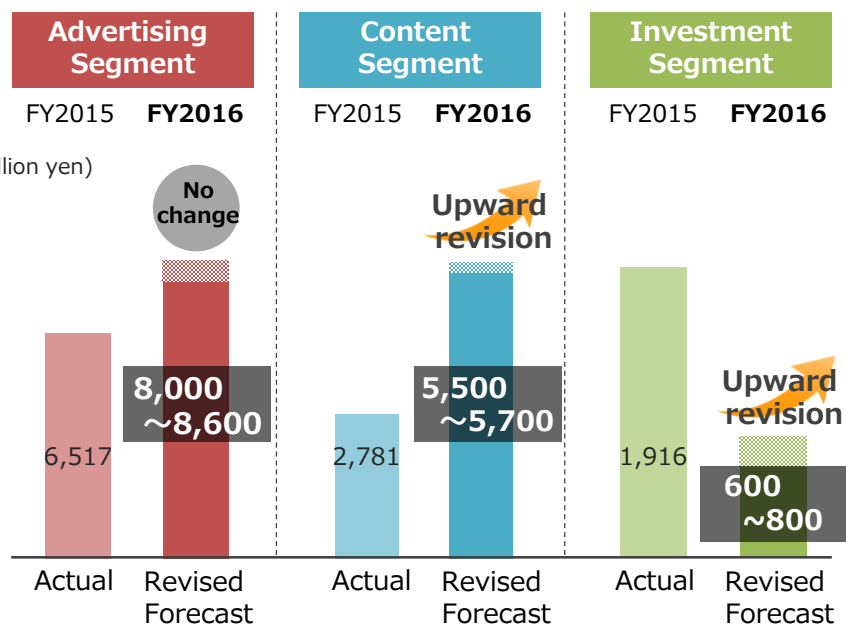 Advertising
Segment
FY2015 FY2016
llion yen)
No
change
6,517
8,000
～8,600
Actual
Revised
Forecast
Content
Segment
FY2015 FY2016
Upward
revision
2,781
5,500
～5,700
Actual
Revised
Forecast
Investment
Segment
FY2015 FY2016
Upward
revision
1,916
600
~800
Actual
Revised
Forecast